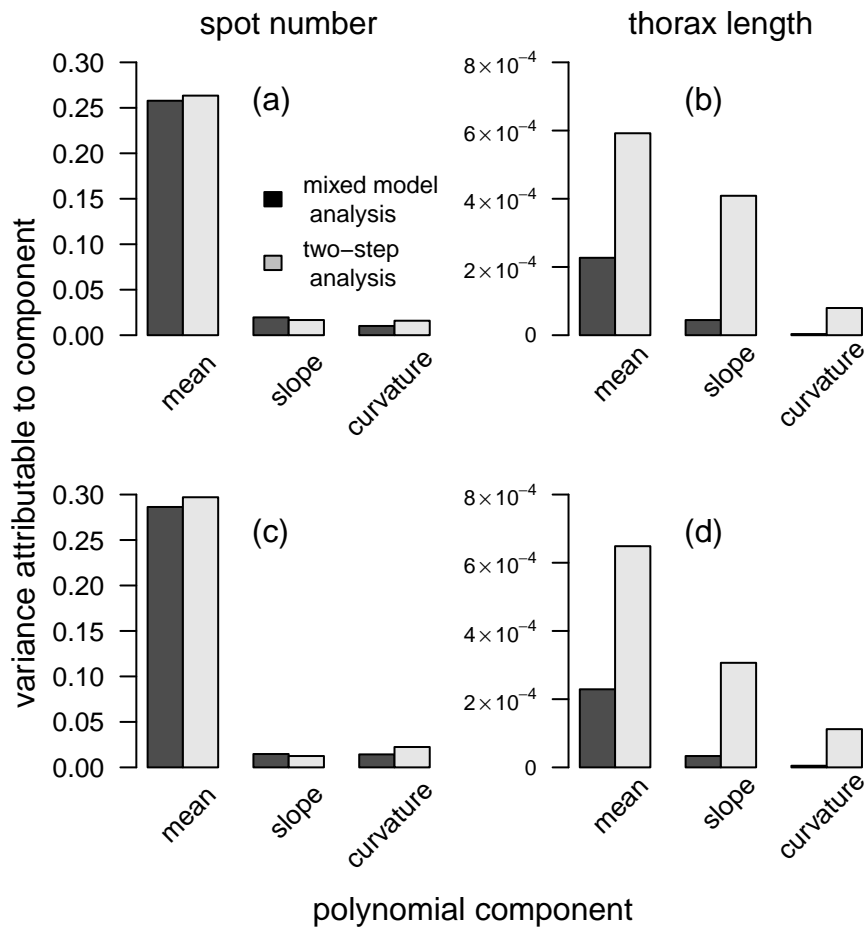 spot number
thorax length
variance attributable to component
0.30
0.25
0.20
0.15
0.10
0.05
0.00
(a)
mixed model
analysis
two−step
analysis
mean
slope
curvature
8×10⁻⁴
6×10⁻⁴
4×10⁻⁴
2×10⁻⁴
0
(b)
mean
slope
curvature
0.30
0.25
0.20
0.15
0.10
0.05
0.00
(c)
mean
slope
curvature
8×10⁻⁴
6×10⁻⁴
4×10⁻⁴
2×10⁻⁴
0
(d)
mean
slope
curvature
polynomial component